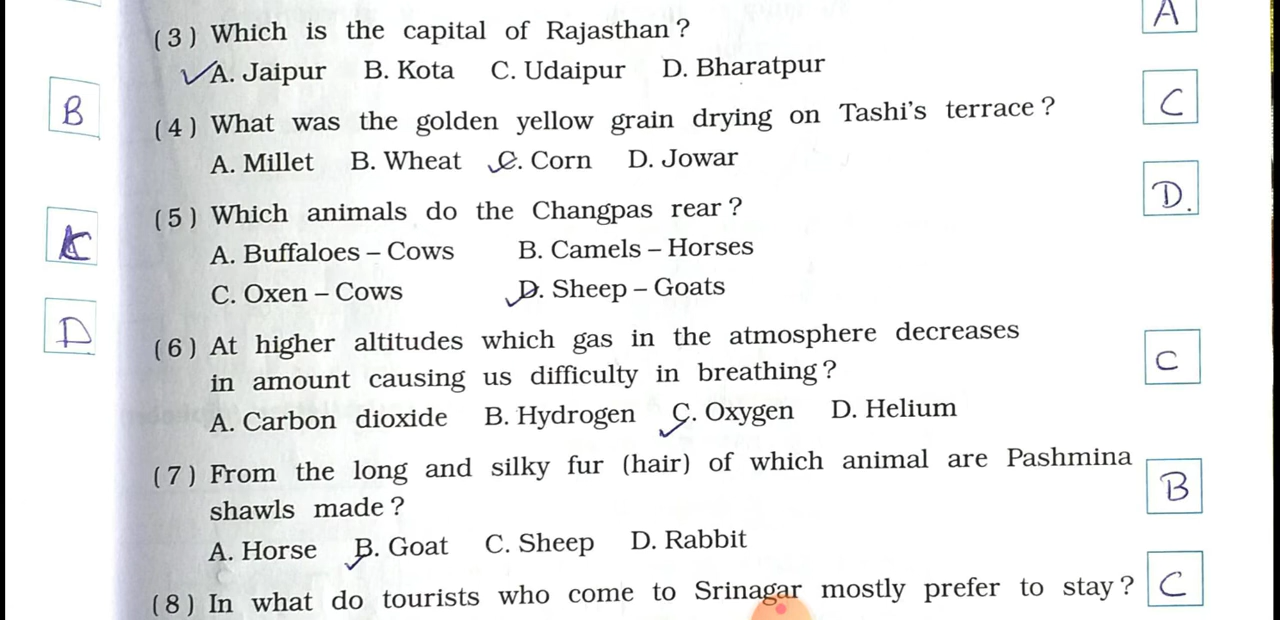 (3) Which is the capital of Rajasthan? A
A. Jaipur B. Kota C. Udaipur D. Bharatpur
B
(4) What was the golden yellow grain drying on Tashi's terrace? C
A. Millet B. Wheat C. Corn D. Jowar
(5) Which animals do the Changpas rear? D.
A. Buffaloes – Cows B. Camels – Horses
C. Oxen – Cows D. Sheep – Goats
D
(6) At higher altitudes which gas in the atmosphere decreases
in amount causing us difficulty in breathing? C
A. Carbon dioxide B. Hydrogen C. Oxygen D. Helium
(7) From the long and silky fur (hair) of which animal are Pashmina
shawls made? B
A. Horse B. Goat C. Sheep D. Rabbit
(8) In what do tourists who come to Srinagar mostly prefer to stay? C